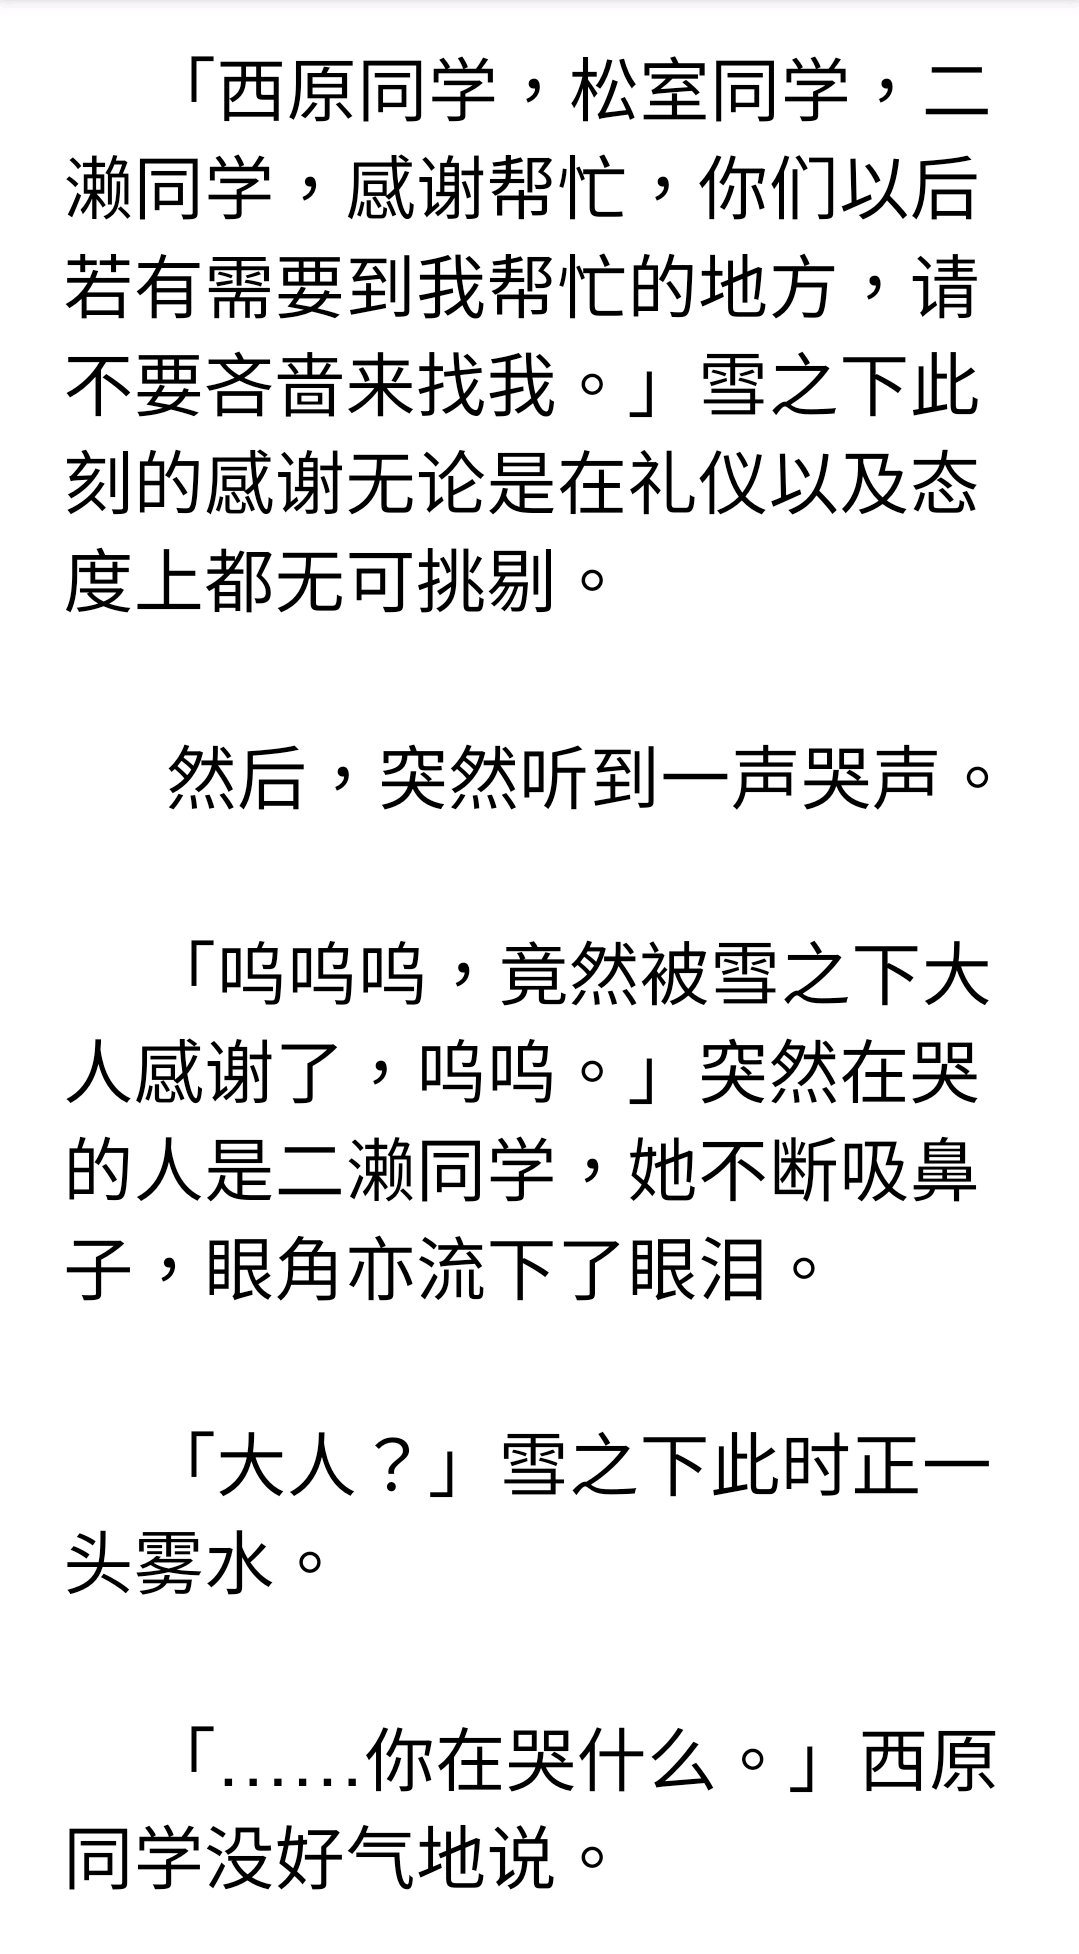 「西原同学，松室同学，二
濑同学，感谢帮忙，你们以后
若有需要到我帮忙的地方，请
不要吝啬来找我。」雪之下此
刻的感谢无论是在礼仪以及态
度上都无可挑剔。
然后，突然听到一声哭声。
「呜呜呜，竟然被雪之下大
人感谢了，呜呜。」突然在哭
的人是二濑同学，她不断吸鼻
子，眼角亦流下了眼泪。
「大人？」雪之下此时正一
头雾水。
「……你在哭什么。」西原
同学没好气地说。